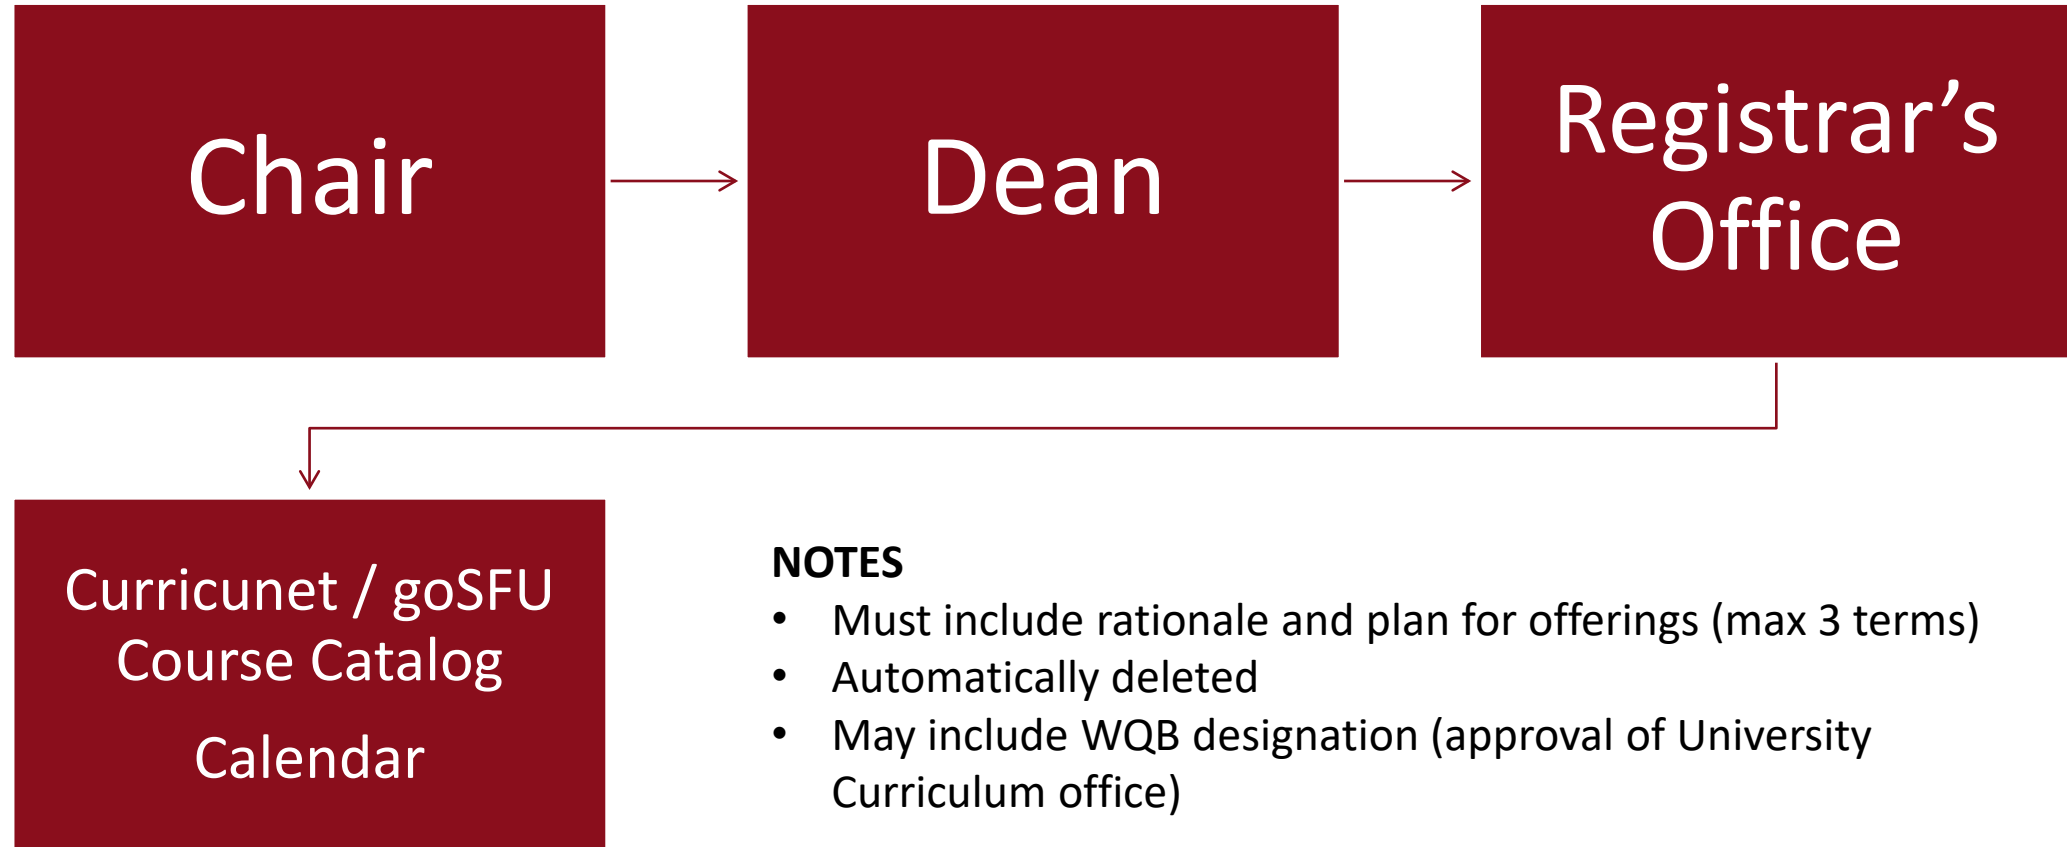 Chair
Dean
Registrar’s
Office
Curricunet / goSFU
Course Catalog
Calendar
NOTES
• Must include rationale and plan for offerings (max 3 terms)
• Automatically deleted
• May include WQB designation (approval of University
Curriculum office)